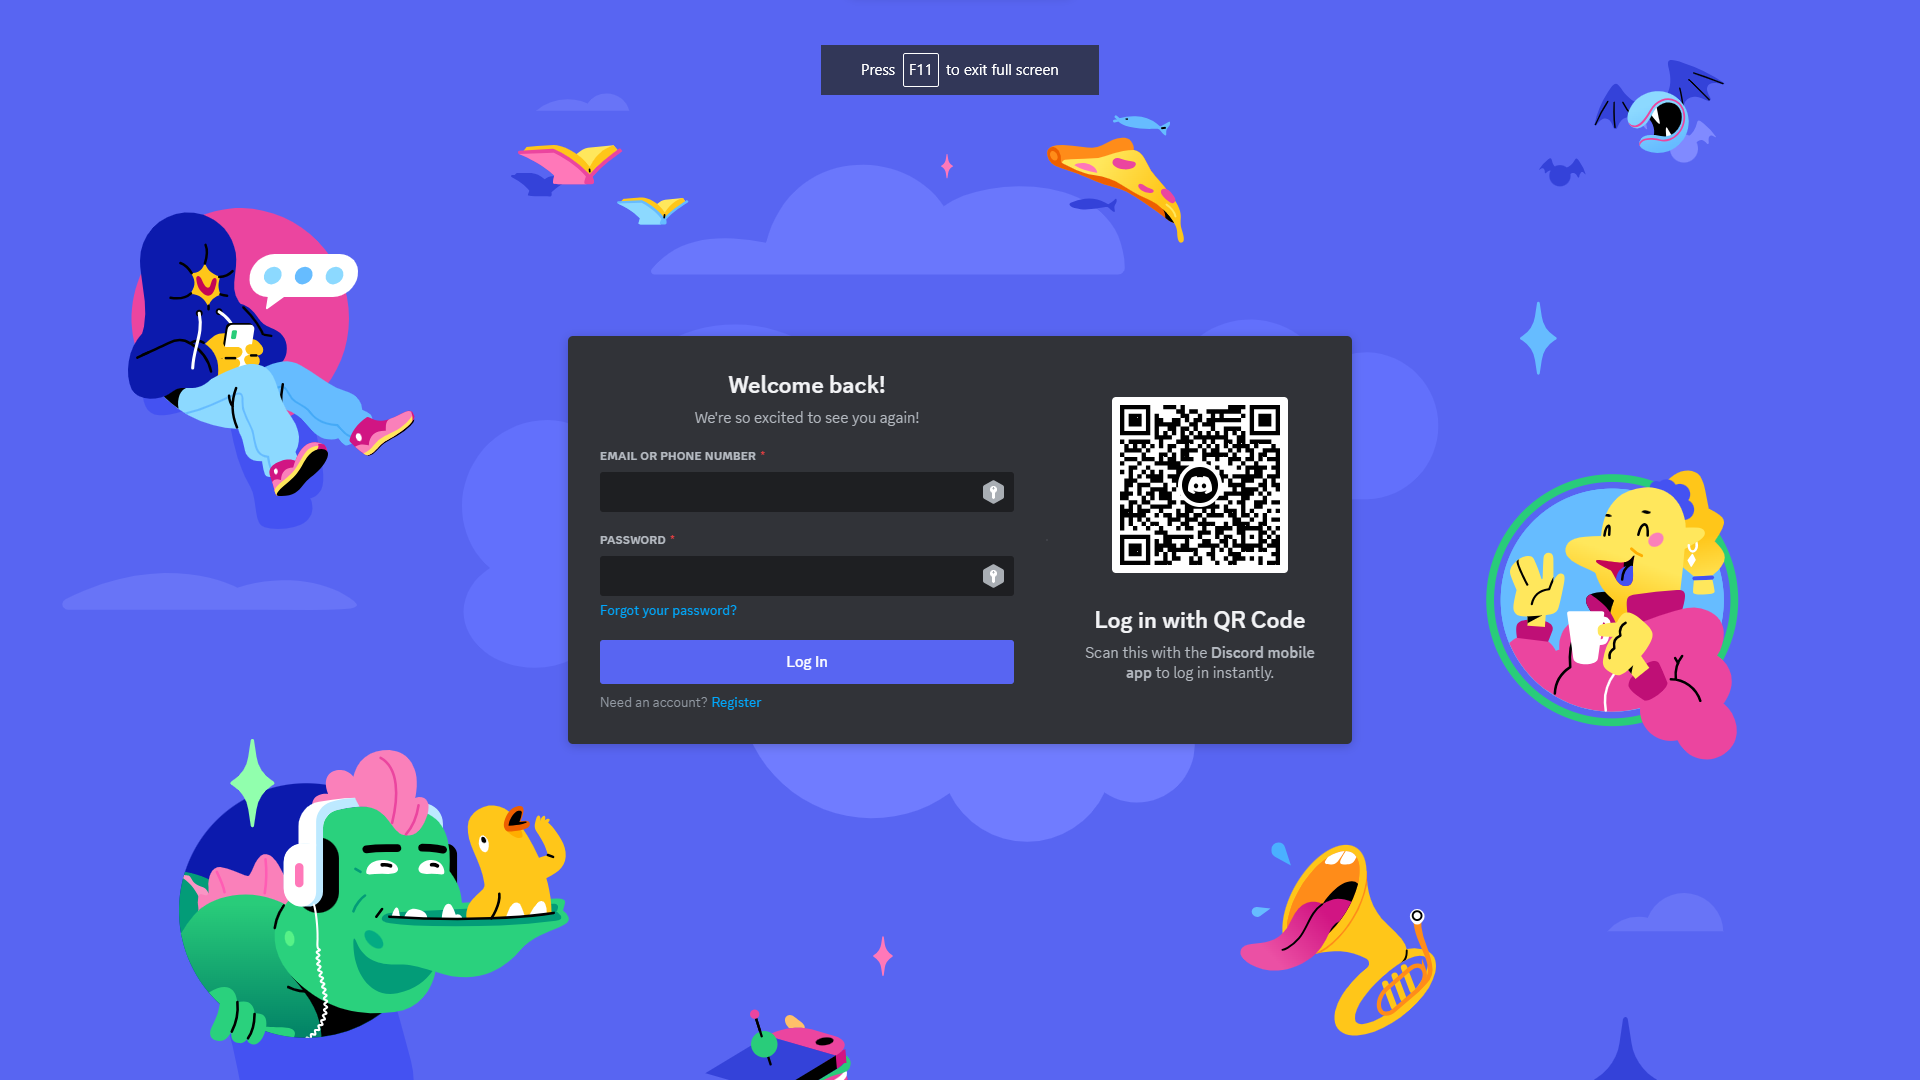 Press F11 to exit full screen
Welcome back!
We're so excited to see you again!
EMAIL OR PHONE NUMBER *
PASSWORD *
Forgot your password?
Log In
Need an account? Register
Log in with QR Code
Scan this with the Discord mobile
app to log in instantly.